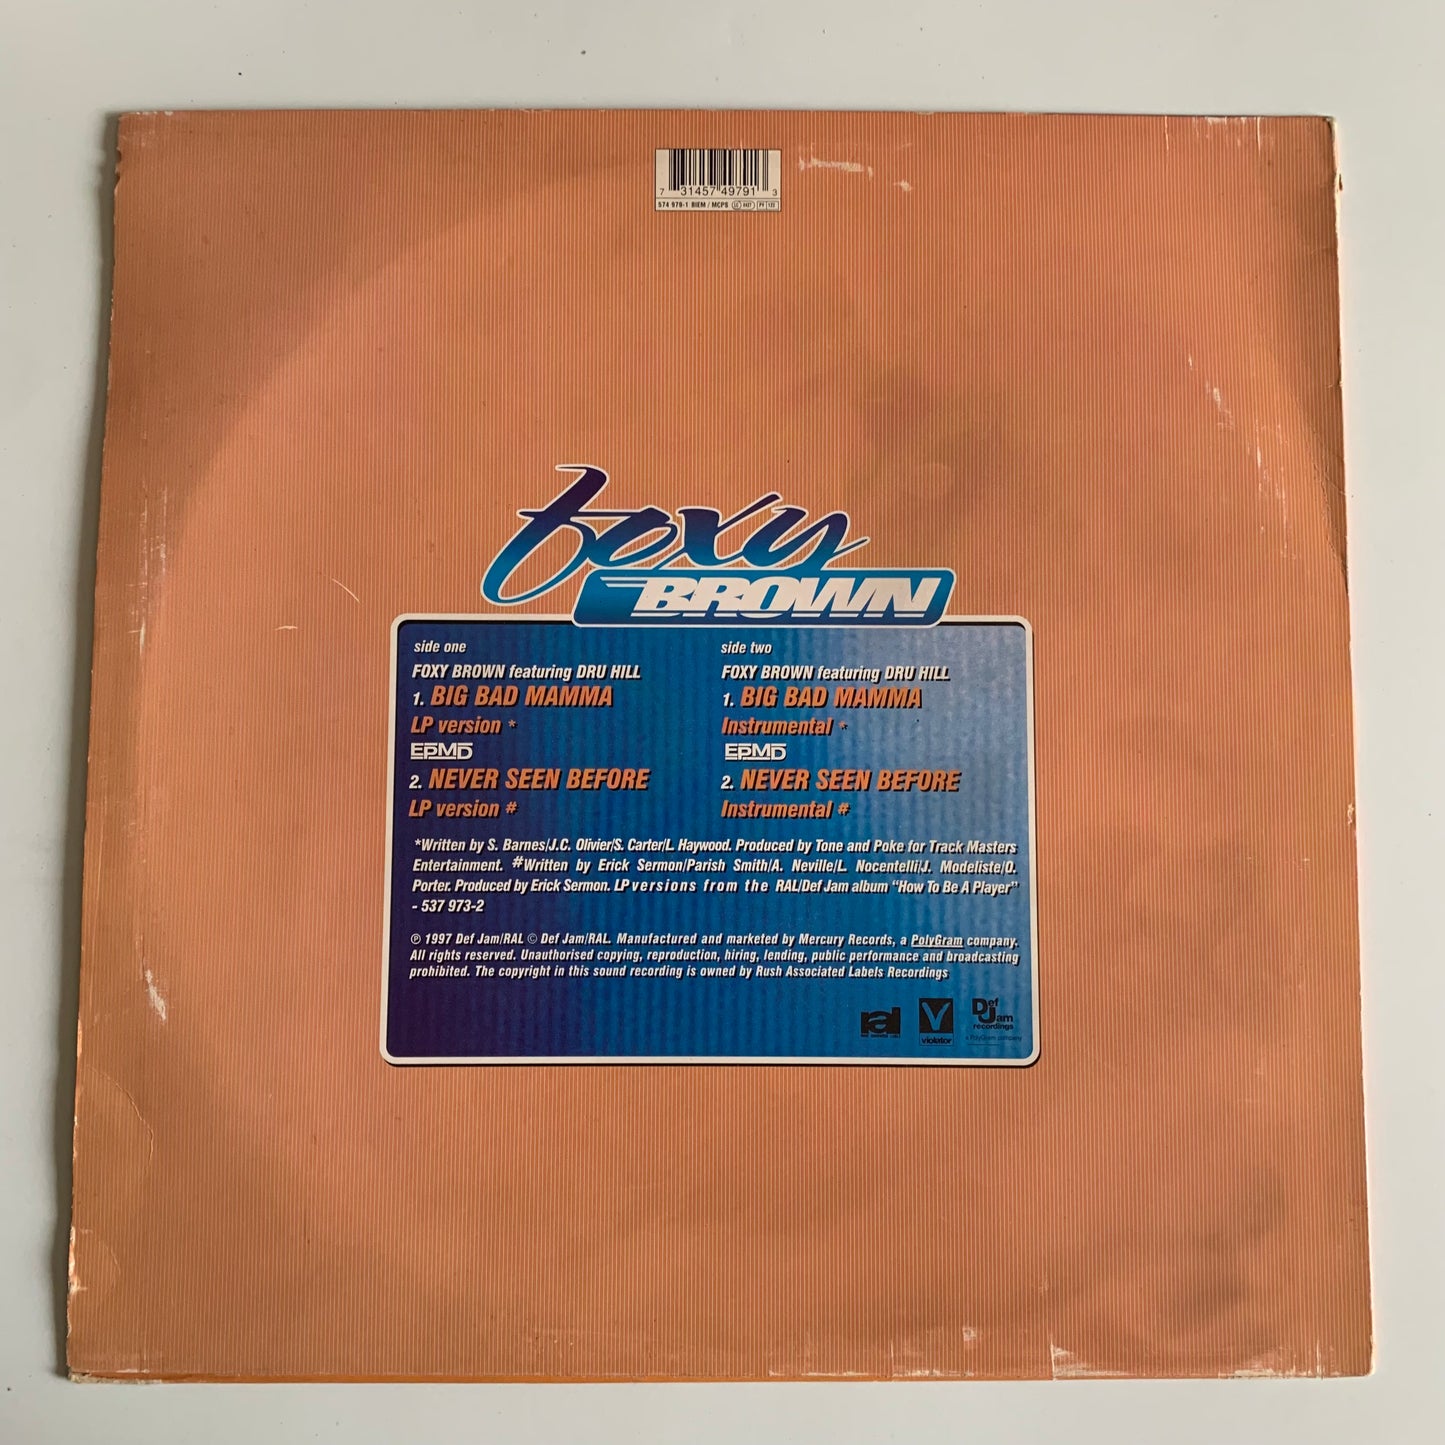 7 31457 49791 3
574 979-1 BIEM / MCPS LC 0427 PY 122
foxy
BROWN
side one
FOXY BROWN featuring DRU HILL
1. BIG BAD MAMMA
LP version *
EPMD
2. NEVER SEEN BEFORE
LP version #
side two
FOXY BROWN featuring DRU HILL
1. BIG BAD MAMMA
Instrumental *
EPMD
2. NEVER SEEN BEFORE
Instrumental #
*Written by S. Barnes/J.C. Olivier/S. Carter/L. Haywood. Produced by Tone and Poke for Track Masters
Entertainment. #Written by Erick Sermon/Parish Smith/A. Neville/L. Nocentelli/J. Modeliste/O.
Porter. Produced by Erick Sermon. LP versions from the RAL/Def Jam album "How To Be A Player"
- 537 973-2
℗ 1997 Def Jam/RAL © Def Jam/RAL. Manufactured and marketed by Mercury Records, a PolyGram company.
All rights reserved. Unauthorised copying, reproduction, hiring, lending, public performance and broadcasting
prohibited. The copyright in this sound recording is owned by Rush Associated Labels Recordings
ral
V
violator
Def
Jam
recordings
a PolyGram company